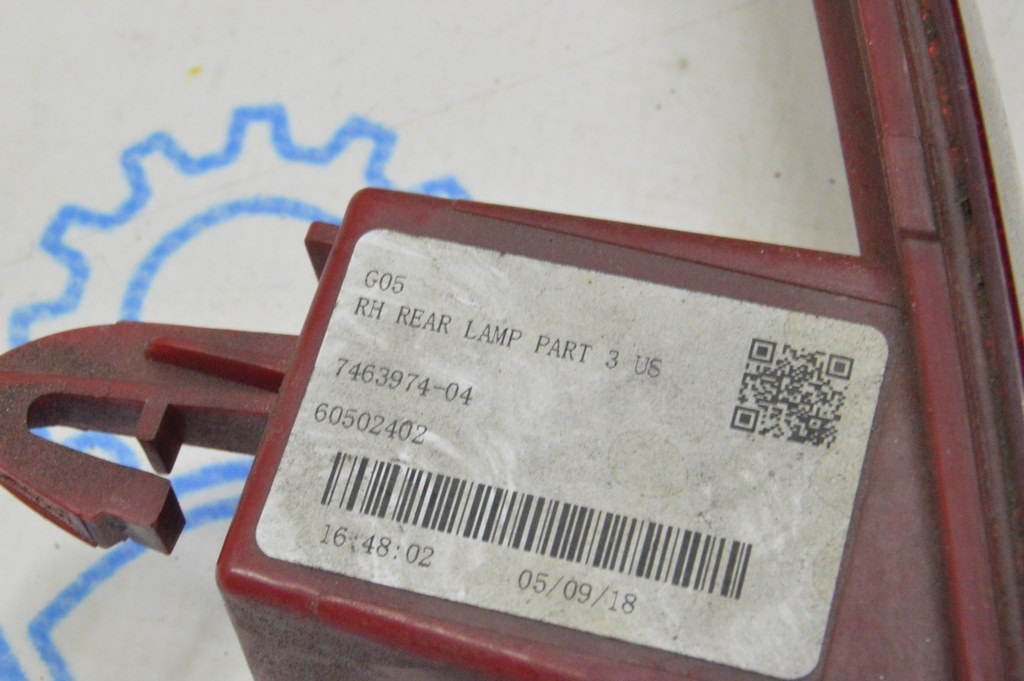 G05
RH REAR LAMP PART 3 US
7463974-04
60502402
16:48:02 05/09/18